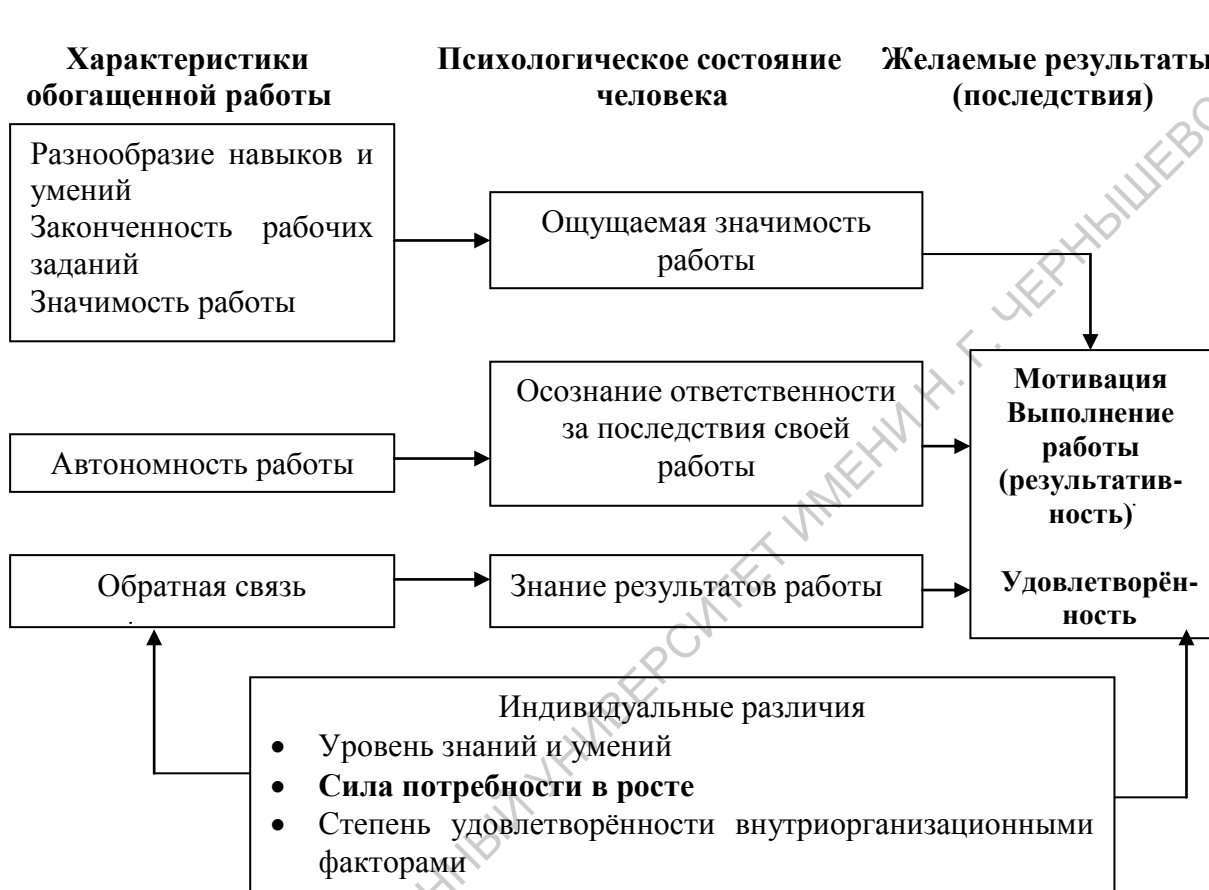 Характеристики
обогащенной работы
Психологическое состояние
человека
Желаемые результаты
(последствия)
Разнообразие навыков и
умений
Законченность рабочих
заданий
Значимость работы
Ощущаемая значимость
работы
Автономность работы
Осознание ответственности
за последствия своей
работы
Обратная связь
Знание результатов работы
Мотивация
Выполнение
работы
(результатив-
ность)
Удовлетворён-
ность
Индивидуальные различия
• Уровень знаний и умений
• Сила потребности в росте
• Степень удовлетворённости внутриорганизационными
факторами
УНИВЕРСИТЕТ ИМЕНИ Н. Г.